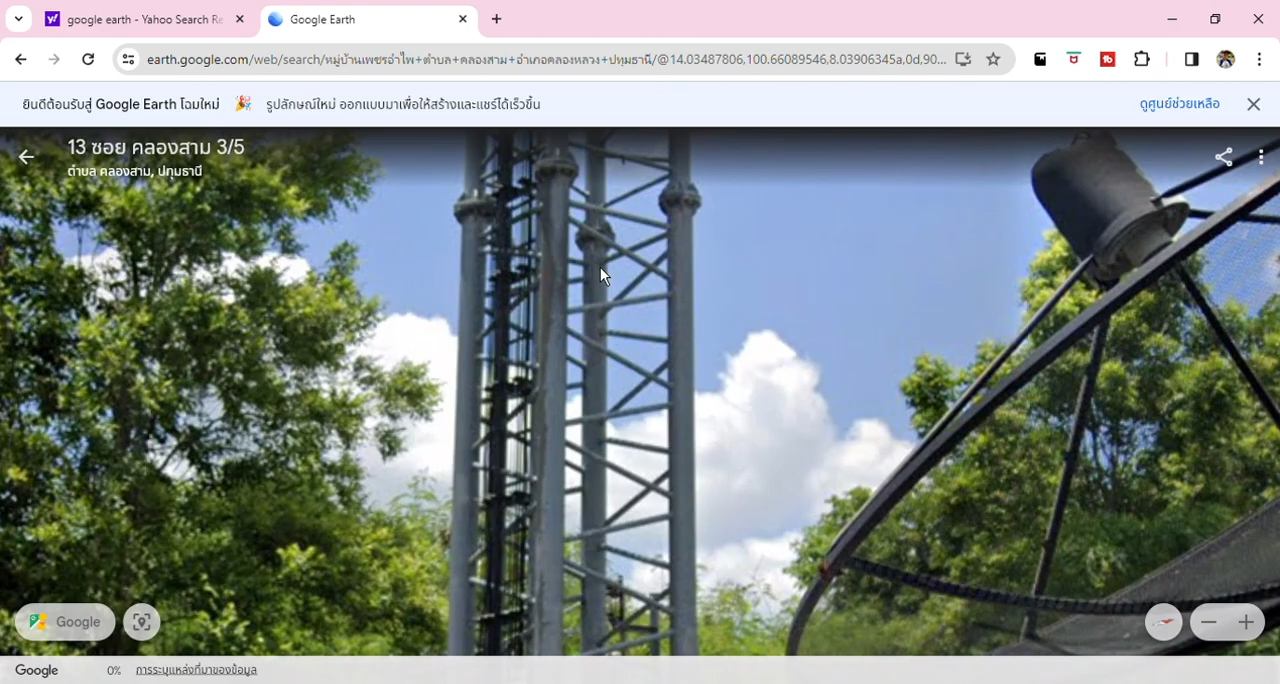 google earth - Yahoo Search Re
Google Earth
earth.google.com/web/search/หมู่บ้านเพชรอำไพ+ตำบล+คลองสาม+อำเภอคลองหลวง+ปทุมธานี/@14.03487806,100.66089546,8.03906345a,0d,90...
ยินดีต้อนรับสู่ Google Earth โฉมใหม่ 🎉 รูปลักษณ์ใหม่ ออกแบบมาเพื่อให้สร้างและแชร์ได้เร็วขึ้น ดูศูนย์ช่วยเหลือ
13 ซอย คลองสาม 3/5
ตำบล คลองสาม, ปทุมธานี
Google
Google 0% การระบุแหล่งที่มาของข้อมูล